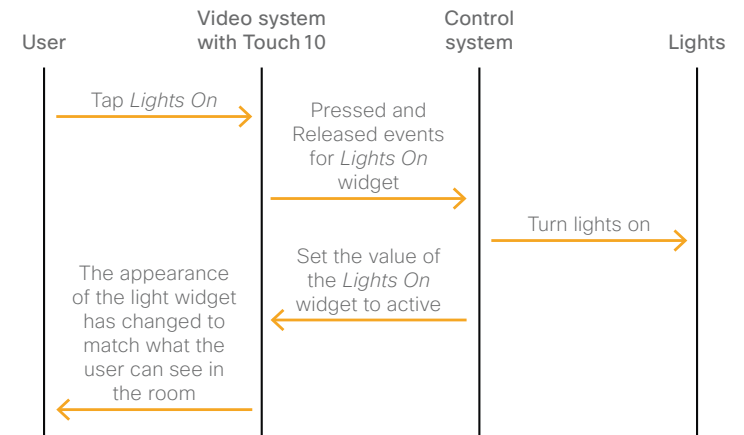 User
Video system
with Touch 10
Control
system
Lights
Tap Lights On
Pressed and
Released events
for Lights On
widget
Turn lights on
Set the value of
the Lights On
widget to active
The appearance
of the light widget
has changed to
match what the
user can see in
the room